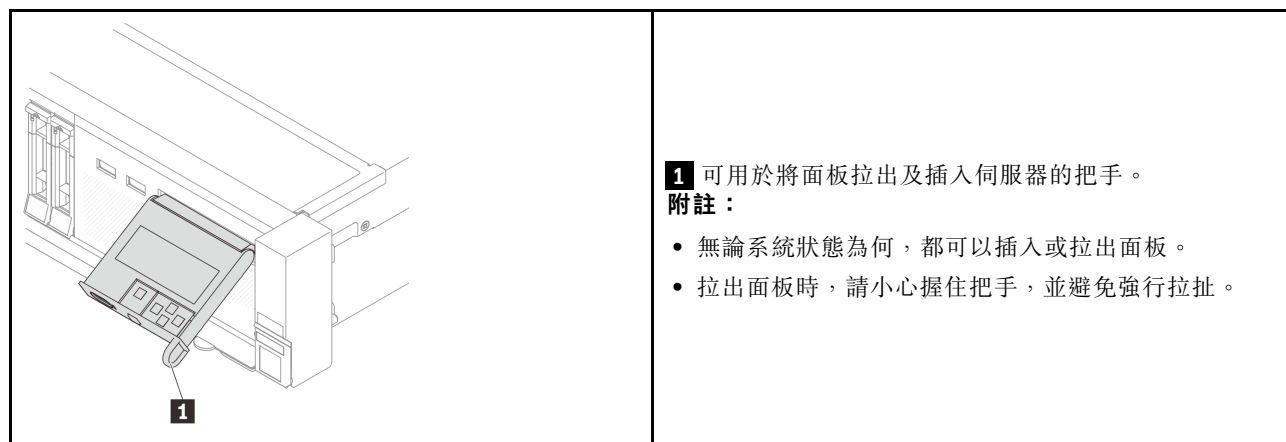 1
1 可用於將面板拉出及插入伺服器的把手。
附註：
• 無論系統狀態為何，都可以插入或拉出面板。
• 拉出面板時，請小心握住把手，並避免強行拉扯。